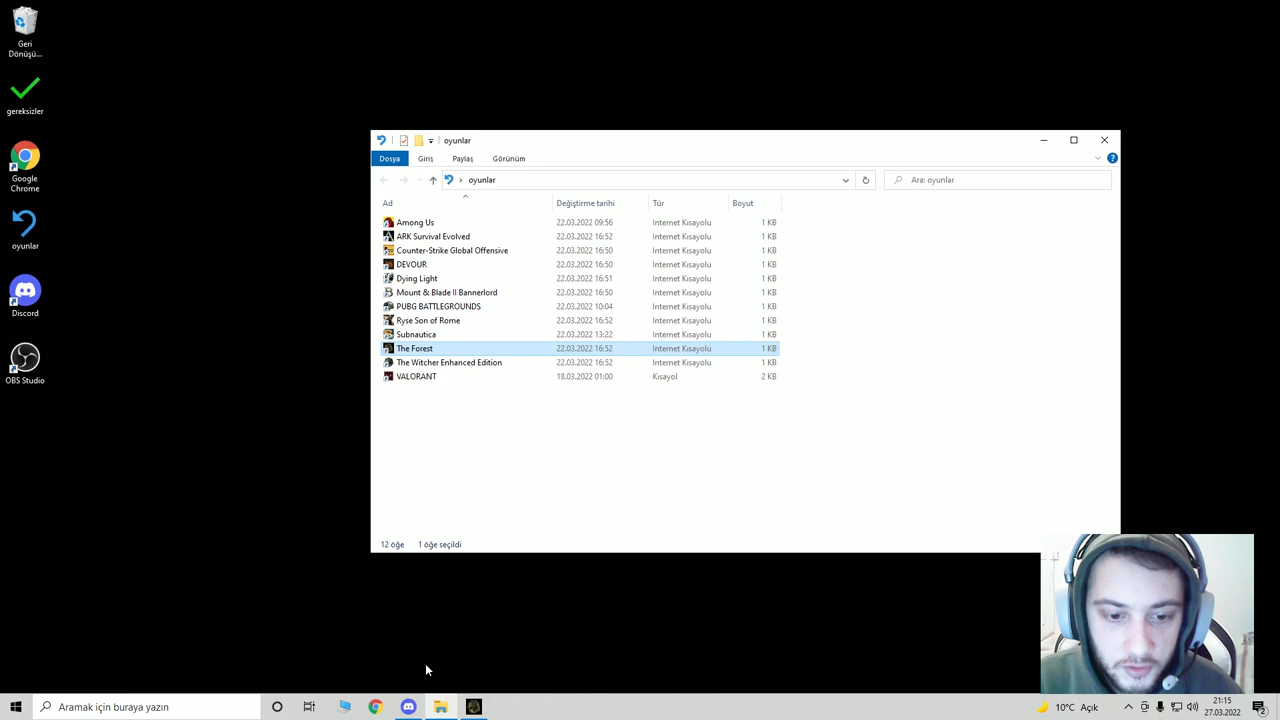 Geri
Dönüşü...
gereksizler
Google
Chrome
oyunlar
Discord
OBS Studio
oyunlar
Dosya Giriş Paylaş Görünüm
oyunlar
Ara: oyunlar
Ad Değiştirme tarihi Tür Boyut
Among Us 22.03.2022 09:56 Internet Kısayolu 1 KB
ARK Survival Evolved 22.03.2022 16:52 Internet Kısayolu 1 KB
Counter-Strike Global Offensive 22.03.2022 16:50 Internet Kısayolu 1 KB
DEVOUR 22.03.2022 16:50 Internet Kısayolu 1 KB
Dying Light 22.03.2022 16:51 Internet Kısayolu 1 KB
Mount & Blade II Bannerlord 22.03.2022 16:50 Internet Kısayolu 1 KB
PUBG BATTLEGROUNDS 22.03.2022 10:04 Internet Kısayolu 1 KB
Ryse Son of Rome 22.03.2022 16:52 Internet Kısayolu 1 KB
Subnautica 22.03.2022 13:22 Internet Kısayolu 1 KB
The Forest 22.03.2022 16:52 Internet Kısayolu 1 KB
The Witcher Enhanced Edition 22.03.2022 16:52 Internet Kısayolu 1 KB
VALORANT 18.03.2022 01:00 Kısayol 2 KB
12 öğe 1 öğe seçildi
Aramak için buraya yazın
10°C Açık
21:15
27.03.2022
2